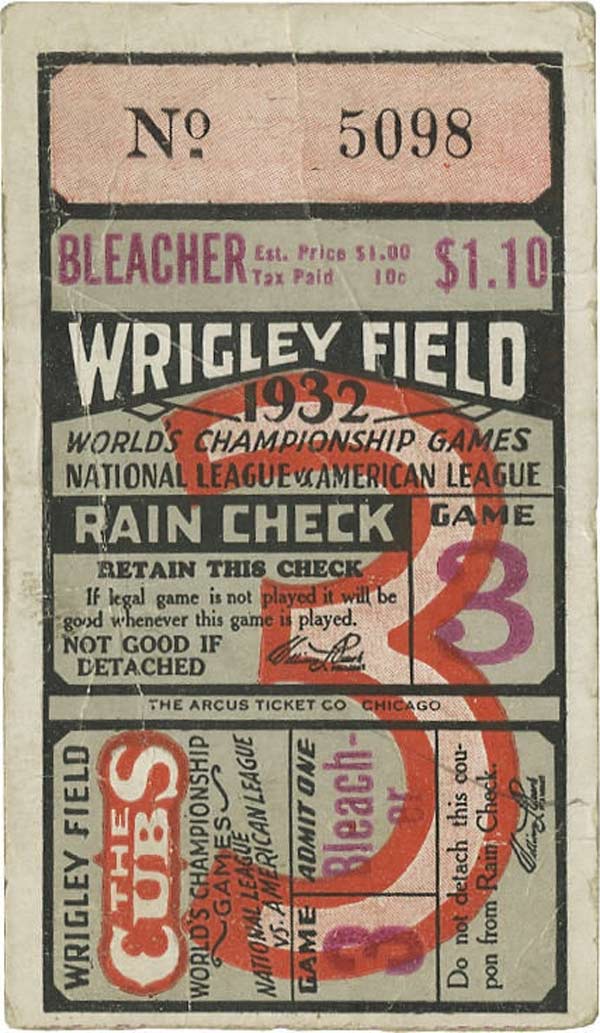 Nº 5098
BLEACHER Est. Price $1.00 $1.10
Tax Paid 10c
WRIGLEY FIELD
1932
WORLD'S CHAMPIONSHIP GAMES
NATIONAL LEAGUE vs. AMERICAN LEAGUE
RAIN CHECK
GAME
3
RETAIN THIS CHECK
If legal game is not played it will be
good whenever this game is played.
NOT GOOD IF
DETACHED
PRESIDENT
THE ARCUS TICKET CO CHICAGO
WRIGLEY FIELD
THE
CUBS
WORLD'S CHAMPIONSHIP
GAMES
NATIONAL LEAGUE
VS. AMERICAN LEAGUE
ADMIT ONE
Bleach-
er
GAME
3
3
Do not detach this cou-
pon from Rain Check.
PRESIDENT